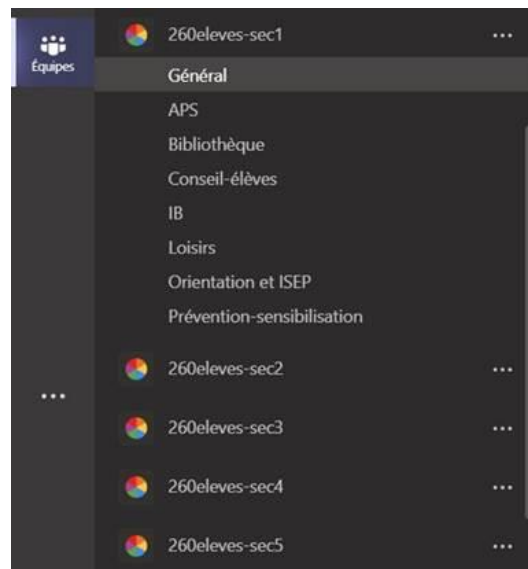 Équipes
260eleves-sec1
Général
APS
Bibliothèque
Conseil-élèves
IB
Loisirs
Orientation et ISEP
Prévention-sensibilisation
260eleves-sec2
260eleves-sec3
260eleves-sec4
260eleves-sec5